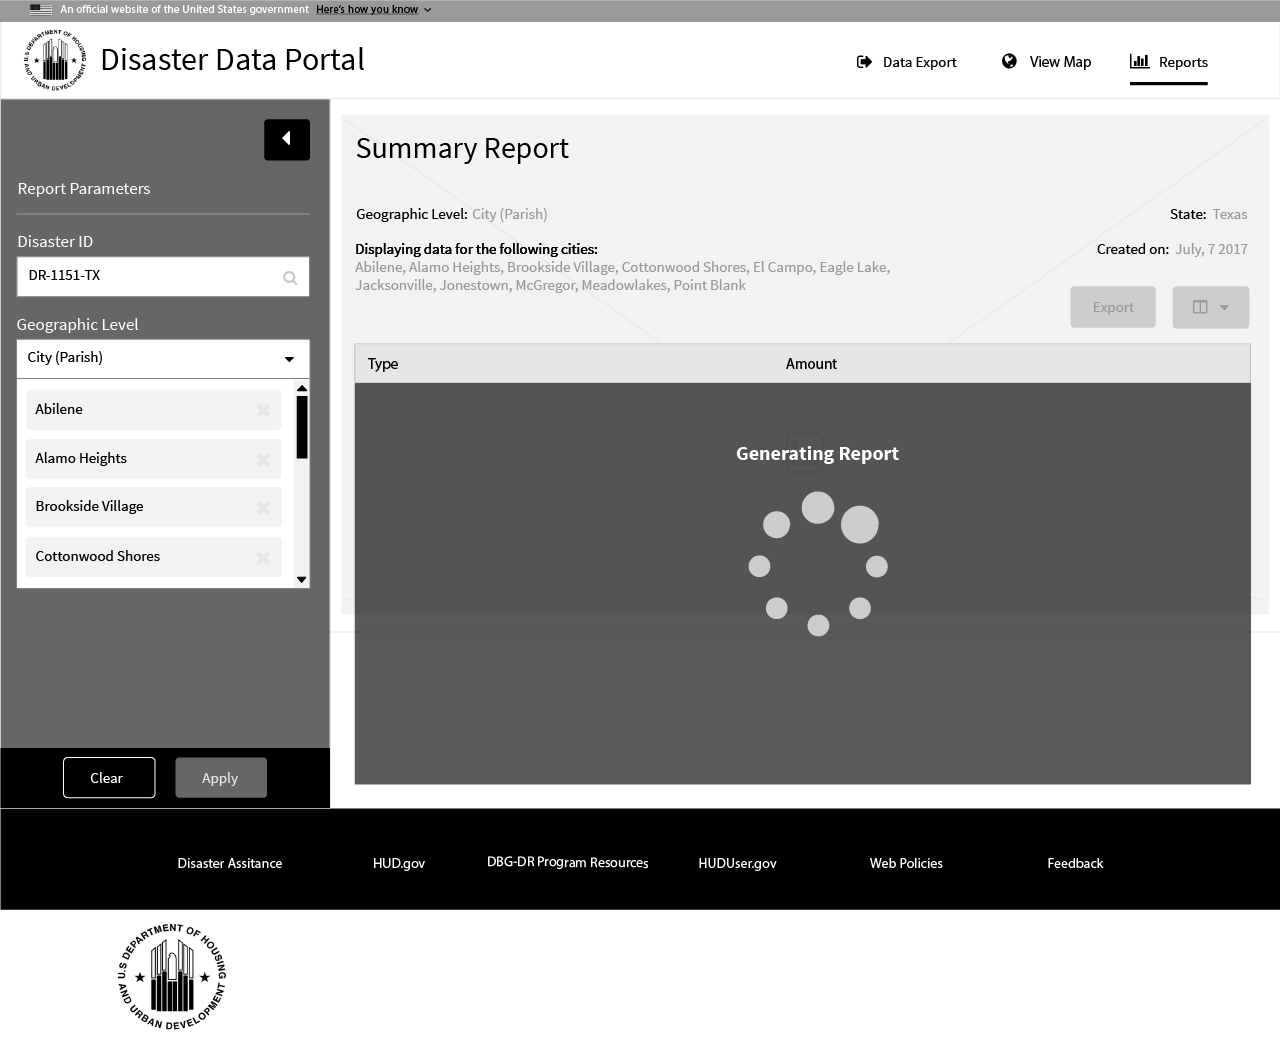 An official website of the United States government Here's how you know
U.S DEPARTMENT OF HOUSING AND URBAN DEVELOPMENT
Disaster Data Portal
Data Export
View Map
Reports
Report Parameters
Disaster ID
DR-1151-TX
Geographic Level
City (Parish)
Abilene
Alamo Heights
Brookside Village
Cottonwood Shores
Clear
Apply
Summary Report
Geographic Level: City (Parish)
State: Texas
Displaying data for the following cities:
Created on: July, 7 2017
Abilene, Alamo Heights, Brookside Village, Cottonwood Shores, El Campo, Eagle Lake,
Jacksonville, Jonestown, McGregor, Meadowlakes, Point Blank
Export
Type Amount
Generating Report
Disaster Assitance
HUD.gov
DBG-DR Program Resources
HUDUser.gov
Web Policies
Feedback
U.S DEPARTMENT OF HOUSING AND URBAN DEVELOPMENT